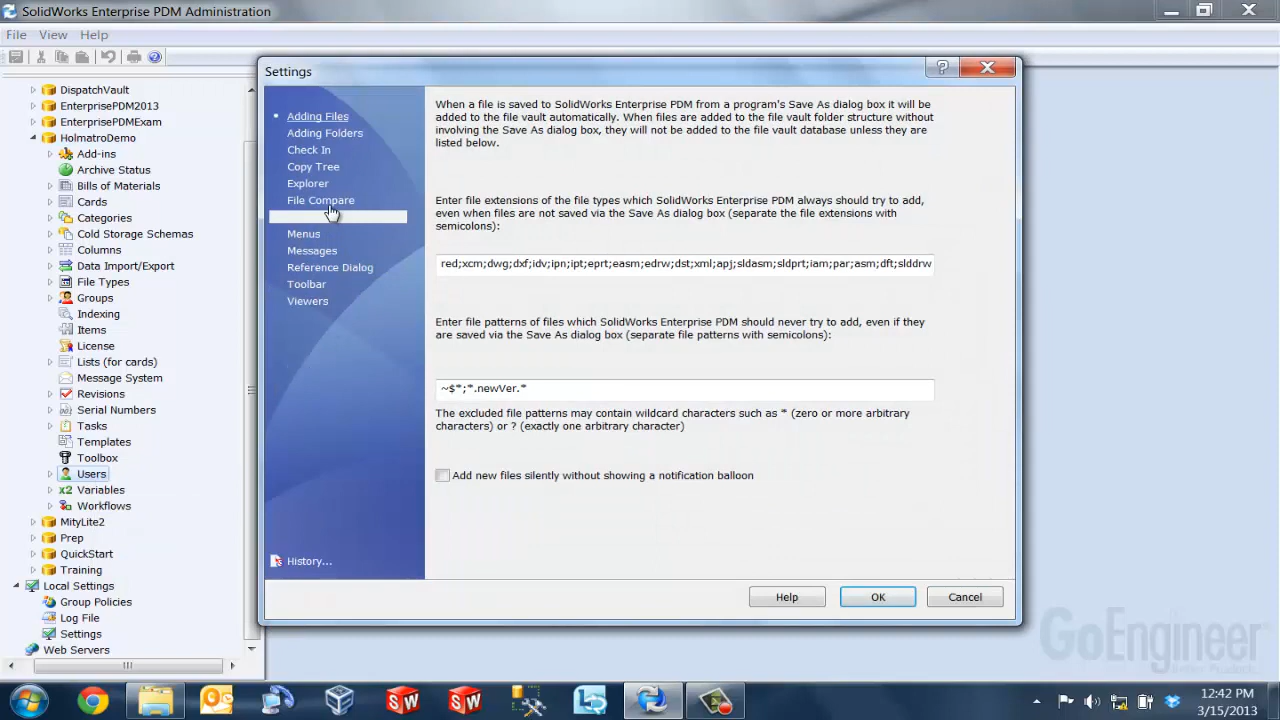 SolidWorks Enterprise PDM Administration
File View Help
DispatchVault
EnterprisePDM2013
EnterprisePDMExam
HolmatroDemo
Add-ins
Archive Status
Bills of Materials
Cards
Categories
Cold Storage Schemas
Columns
Data Import/Export
File Types
Groups
Indexing
Items
License
Lists (for cards)
Message System
Revisions
Serial Numbers
Tasks
Templates
Toolbox
Users
Variables
Workflows
MityLite2
Prep
QuickStart
Training
Local Settings
Group Policies
Log File
Settings
Web Servers
Settings
Adding Files
Adding Folders
Check In
Copy Tree
Explorer
File Compare
Menus
Messages
Reference Dialog
Toolbar
Viewers
History...
When a file is saved to SolidWorks Enterprise PDM from a program's Save As dialog box it will be
added to the file vault automatically. When files are added to the file vault folder structure without
involving the Save As dialog box, they will not be added to the file vault database unless they are
listed below.
Enter file extensions of the file types which SolidWorks Enterprise PDM always should try to add,
even when files are not saved via the Save As dialog box (separate the file extensions with
semicolons):
red;xcm;dwg;dxf;idv;ipn;ipt;eprt;easm;edrw;dst;xml;apj;sldasm;sldprt;iam;par;asm;dft;slddrw
Enter file patterns of files which SolidWorks Enterprise PDM should never try to add, even if they
are saved via the Save As dialog box (separate file patterns with semicolons):
~$*;*.newVer.*
The excluded file patterns may contain wildcard characters such as * (zero or more arbitrary
characters) or ? (exactly one arbitrary character)
Add new files silently without showing a notification balloon
Help OK Cancel
GoEngineer
12:42 PM
3/15/2013